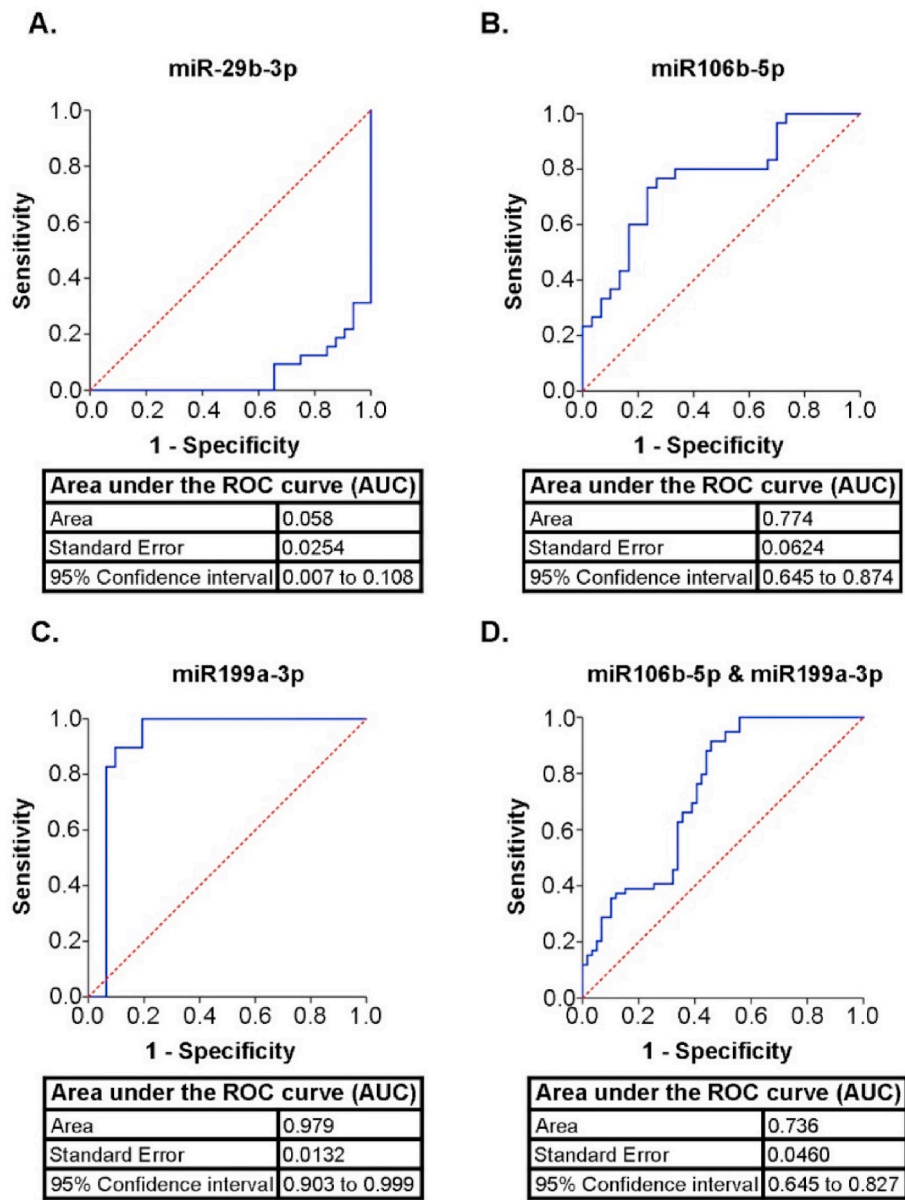 A.
miR-29b-3p
Sensitivity
1.0
0.8
0.6
0.4
0.2
0.0
0.0 0.2 0.4 0.6 0.8 1.0
1 - Specificity
Area under the ROC curve (AUC)
Area 0.058
Standard Error 0.0254
95% Confidence interval 0.007 to 0.108
B.
miR106b-5p
Sensitivity
1.0
0.8
0.6
0.4
0.2
0.0
0.0 0.2 0.4 0.6 0.8 1.0
1 - Specificity
Area under the ROC curve (AUC)
Area 0.774
Standard Error 0.0624
95% Confidence interval 0.645 to 0.874
C.
miR199a-3p
Sensitivity
1.0
0.8
0.6
0.4
0.2
0.0
0.0 0.2 0.4 0.6 0.8 1.0
1 - Specificity
Area under the ROC curve (AUC)
Area 0.979
Standard Error 0.0132
95% Confidence interval 0.903 to 0.999
D.
miR106b-5p & miR199a-3p
Sensitivity
1.0
0.8
0.6
0.4
0.2
0.0
0.0 0.2 0.4 0.6 0.8 1.0
1 - Specificity
Area under the ROC curve (AUC)
Area 0.736
Standard Error 0.0460
95% Confidence interval 0.645 to 0.827